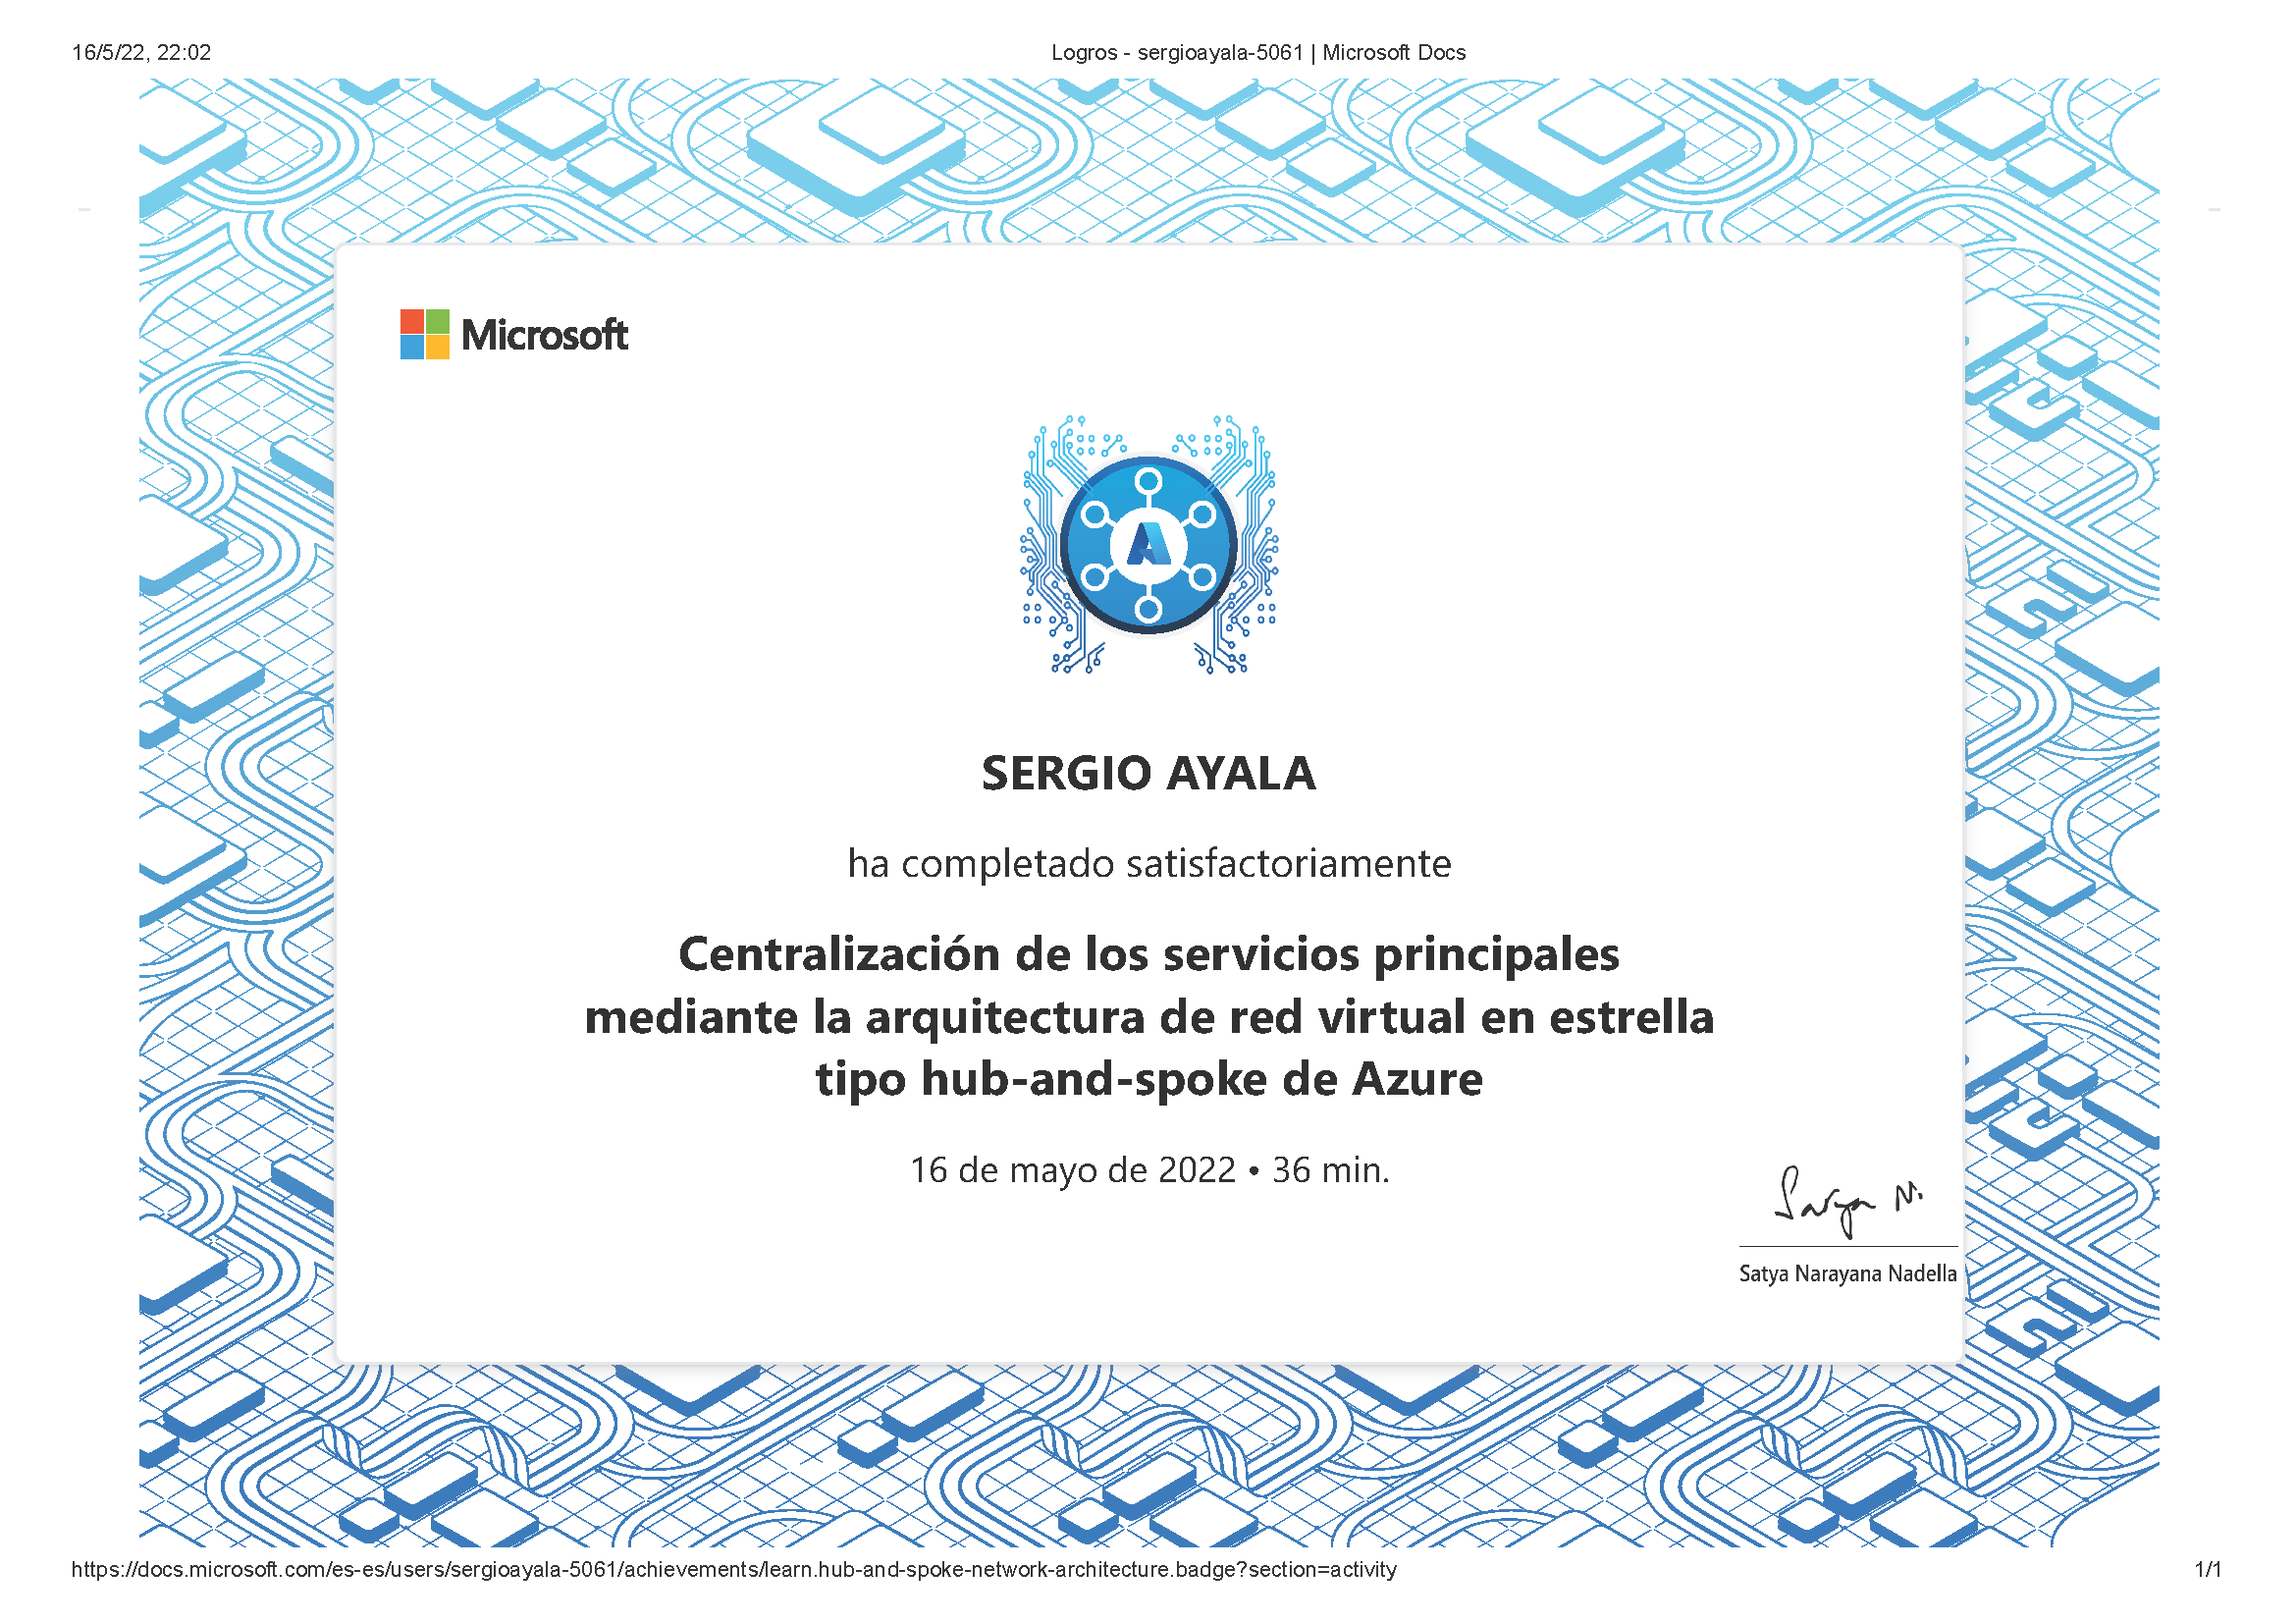 16/5/22, 22:02
Logros - sergioayala-5061 | Microsoft Docs
Microsoft
SERGIO AYALA
ha completado satisfactoriamente
Centralización de los servicios principales
mediante la arquitectura de red virtual en estrella
tipo hub-and-spoke de Azure
16 de mayo de 2022 • 36 min.
Satya N.
Satya Narayana Nadella
https://docs.microsoft.com/es-es/users/sergioayala-5061/achievements/learn.hub-and-spoke-network-architecture.badge?section=activity
1/1